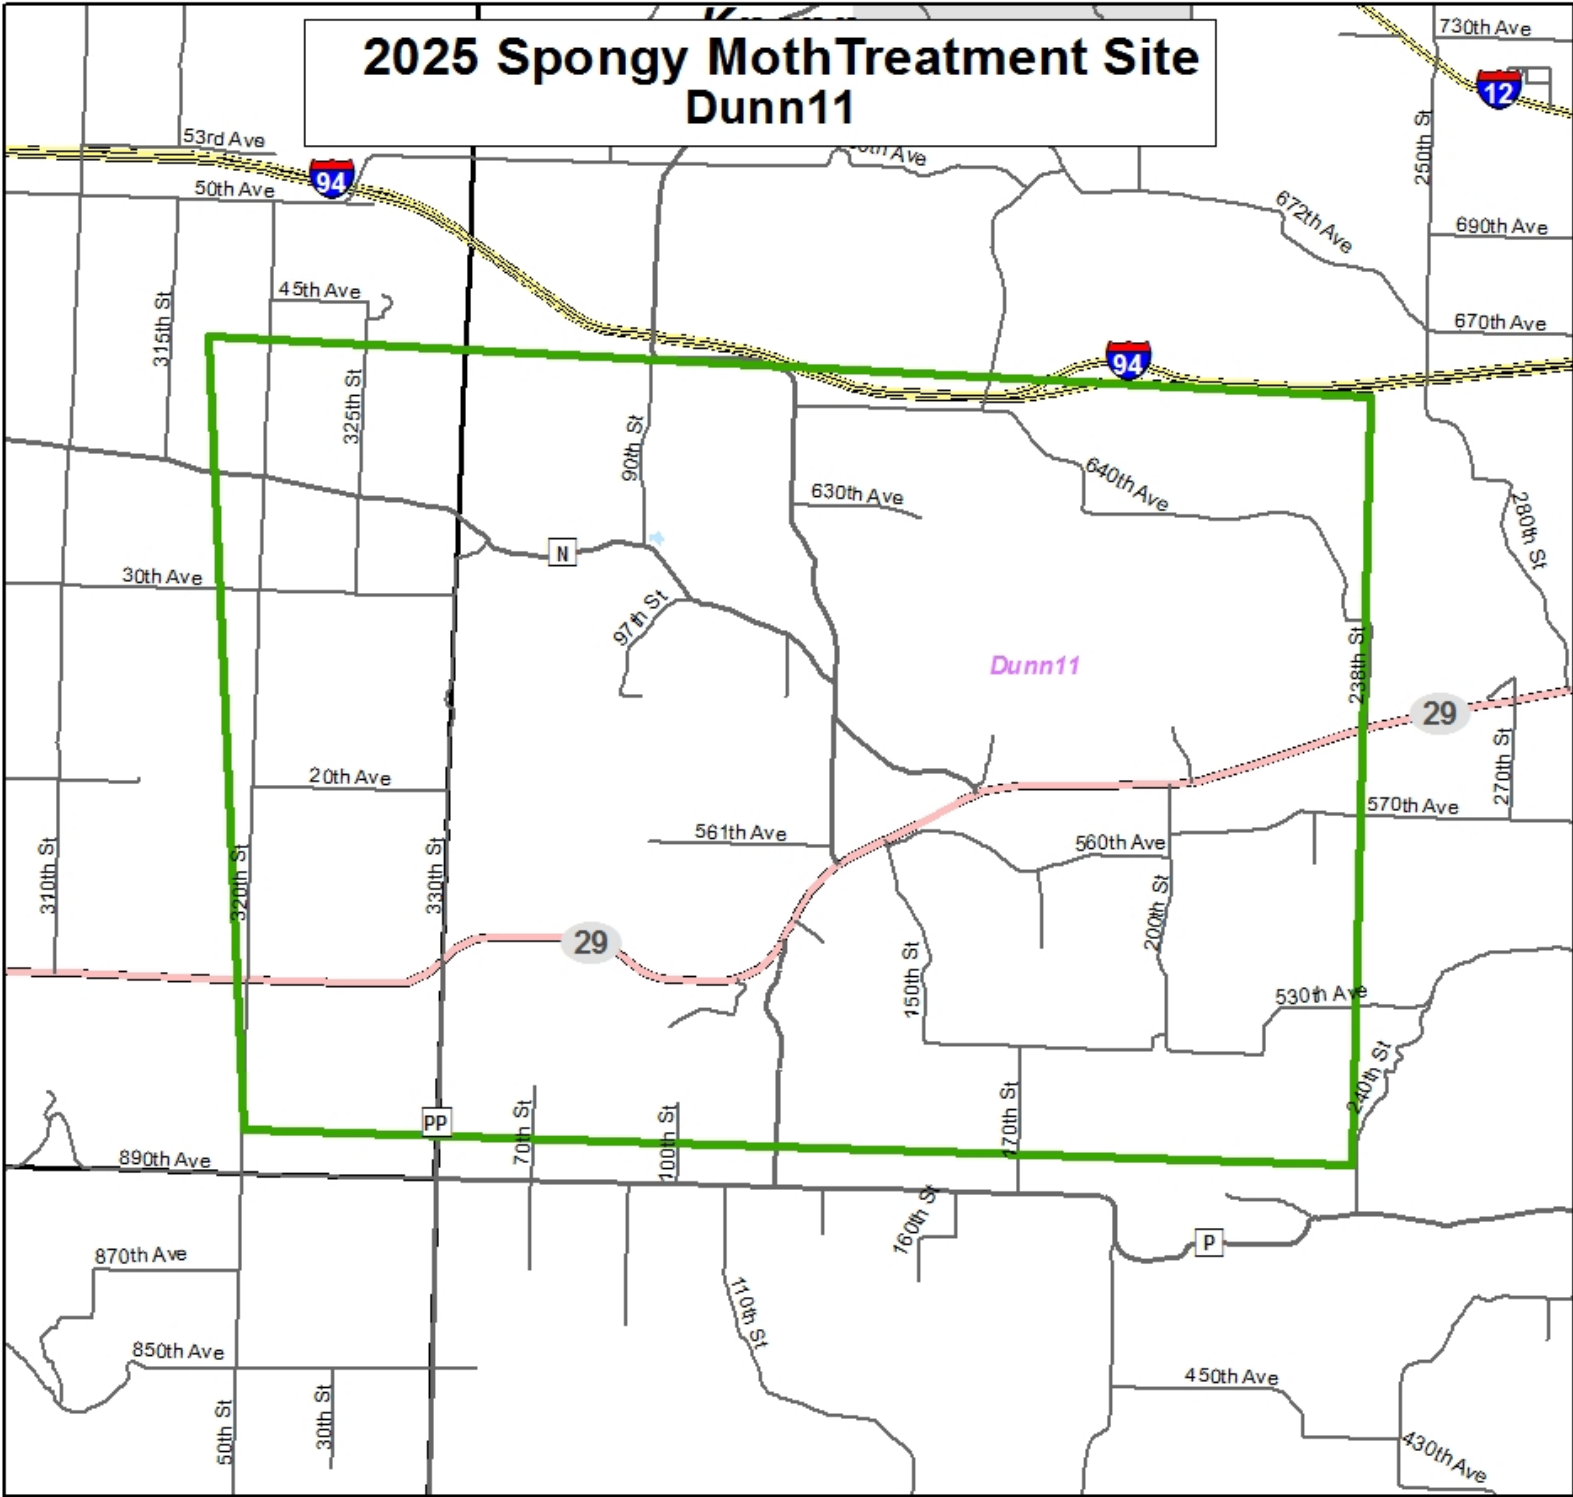 2025 Spongy MothTreatment Site
Dunn11
730th Ave
12
53rd Ave
94
50th Ave
250th St
672th Ave
690th Ave
45th Ave
315th St
670th Ave
94
325th St
90th St
640th Ave
630th Ave
280th St
N
30th Ave
97th St
238th St
Dunn11
29
270th St
20th Ave
561th Ave
560th Ave
570th Ave
310th St
320th St
330th St
200th St
29
150th St
530th Ave
240th St
PP
70th St
100th St
170th St
890th Ave
160th St
P
870th Ave
110th St
850th Ave
450th Ave
50th St
30th St
430th Ave